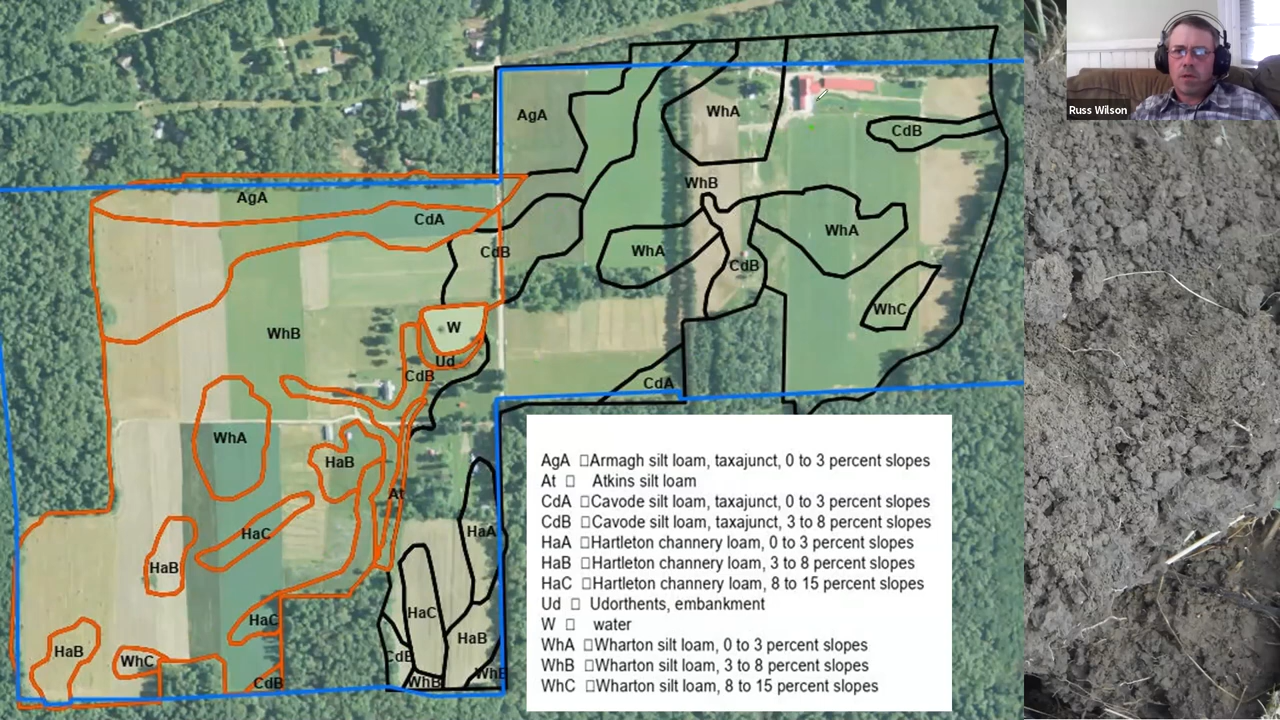 Russ Wilson
AgA
WhA
CdB
WhB
AgA
CdA
CdB
WhA
CdB
WhA
WhC
WhB
W
Ud
CdB
CdA
WhA
HaB
At
HaC
HaA
HaB
HaC
HaC
HaB
HaB
WhC
CdB
CdB
WhB
WhB
AgA □Armagh silt loam, taxajunct, 0 to 3 percent slopes
At □ Atkins silt loam
CdA □Cavode silt loam, taxajunct, 0 to 3 percent slopes
CdB □Cavode silt loam, taxajunct, 3 to 8 percent slopes
HaA □Hartleton channery loam, 0 to 3 percent slopes
HaB □Hartleton channery loam, 3 to 8 percent slopes
HaC □Hartleton channery loam, 8 to 15 percent slopes
Ud □ Udorthents, embankment
W □ water
WhA □Wharton silt loam, 0 to 3 percent slopes
WhB □Wharton silt loam, 3 to 8 percent slopes
WhC □Wharton silt loam, 8 to 15 percent slopes